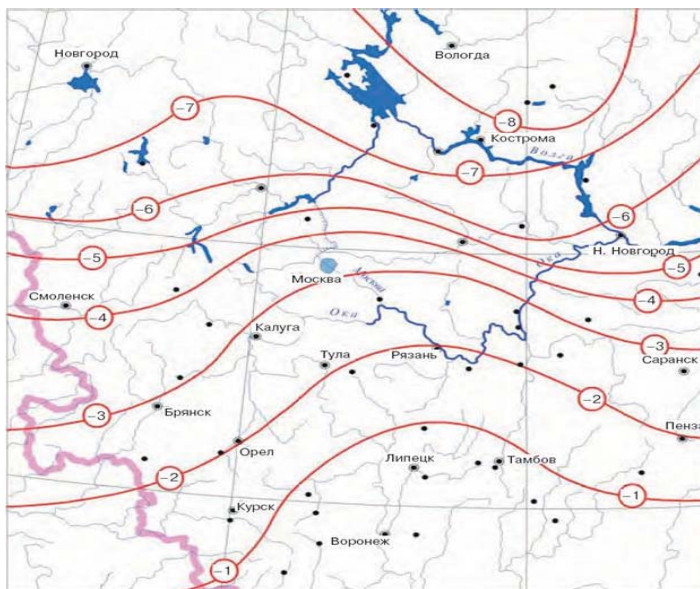 Новгород
Вологда
-7
-8
Кострома
Волга
-7
-6
-6
-5
Н. Новгород
-5
Ока
Москва
-4
Смоленск
-4
Ока
Калуга
-3
Тула
Рязань
Саранск
-3
Брянск
-2
Пенза
Орел
Липецк
Тамбов
-2
-1
Курск
Воронеж
-1